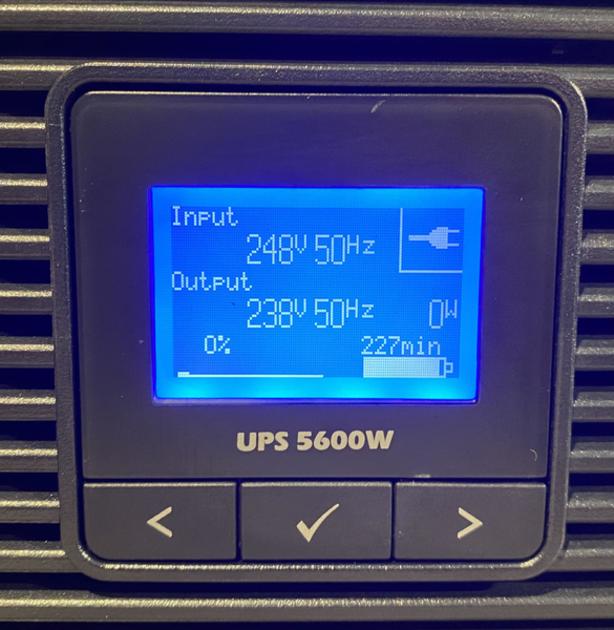 Input
248V 50Hz
Output
238V 50Hz 0W
0% 227min
UPS 5600W
< ✓ >